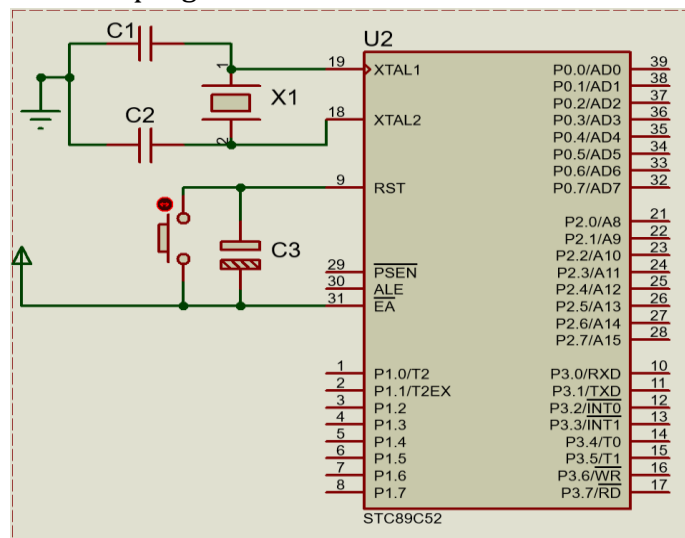 C1
U2
19 XTAL1 P0.0/AD0 39
1
P0.1/AD1 38
X1
P0.2/AD2 37
C2
18 XTAL2 P0.3/AD3 36
2
P0.4/AD4 35
P0.5/AD5 34
P0.6/AD6 33
9 RST P0.7/AD7 32
P2.0/A8 21
P2.1/A9 22
P2.2/A10 23
C3
29 PSEN P2.3/A11 24
30 ALE P2.4/A12 25
31 EA P2.5/A13 26
P2.6/A14 27
P2.7/A15 28
1 P1.0/T2 P3.0/RXD 10
2 P1.1/T2EX P3.1/TXD 11
3 P1.2 P3.2/INT0 12
4 P1.3 P3.3/INT1 13
5 P1.4 P3.4/T0 14
6 P1.5 P3.5/T1 15
7 P1.6 P3.6/WR 16
8 P1.7 P3.7/RD 17
STC89C52